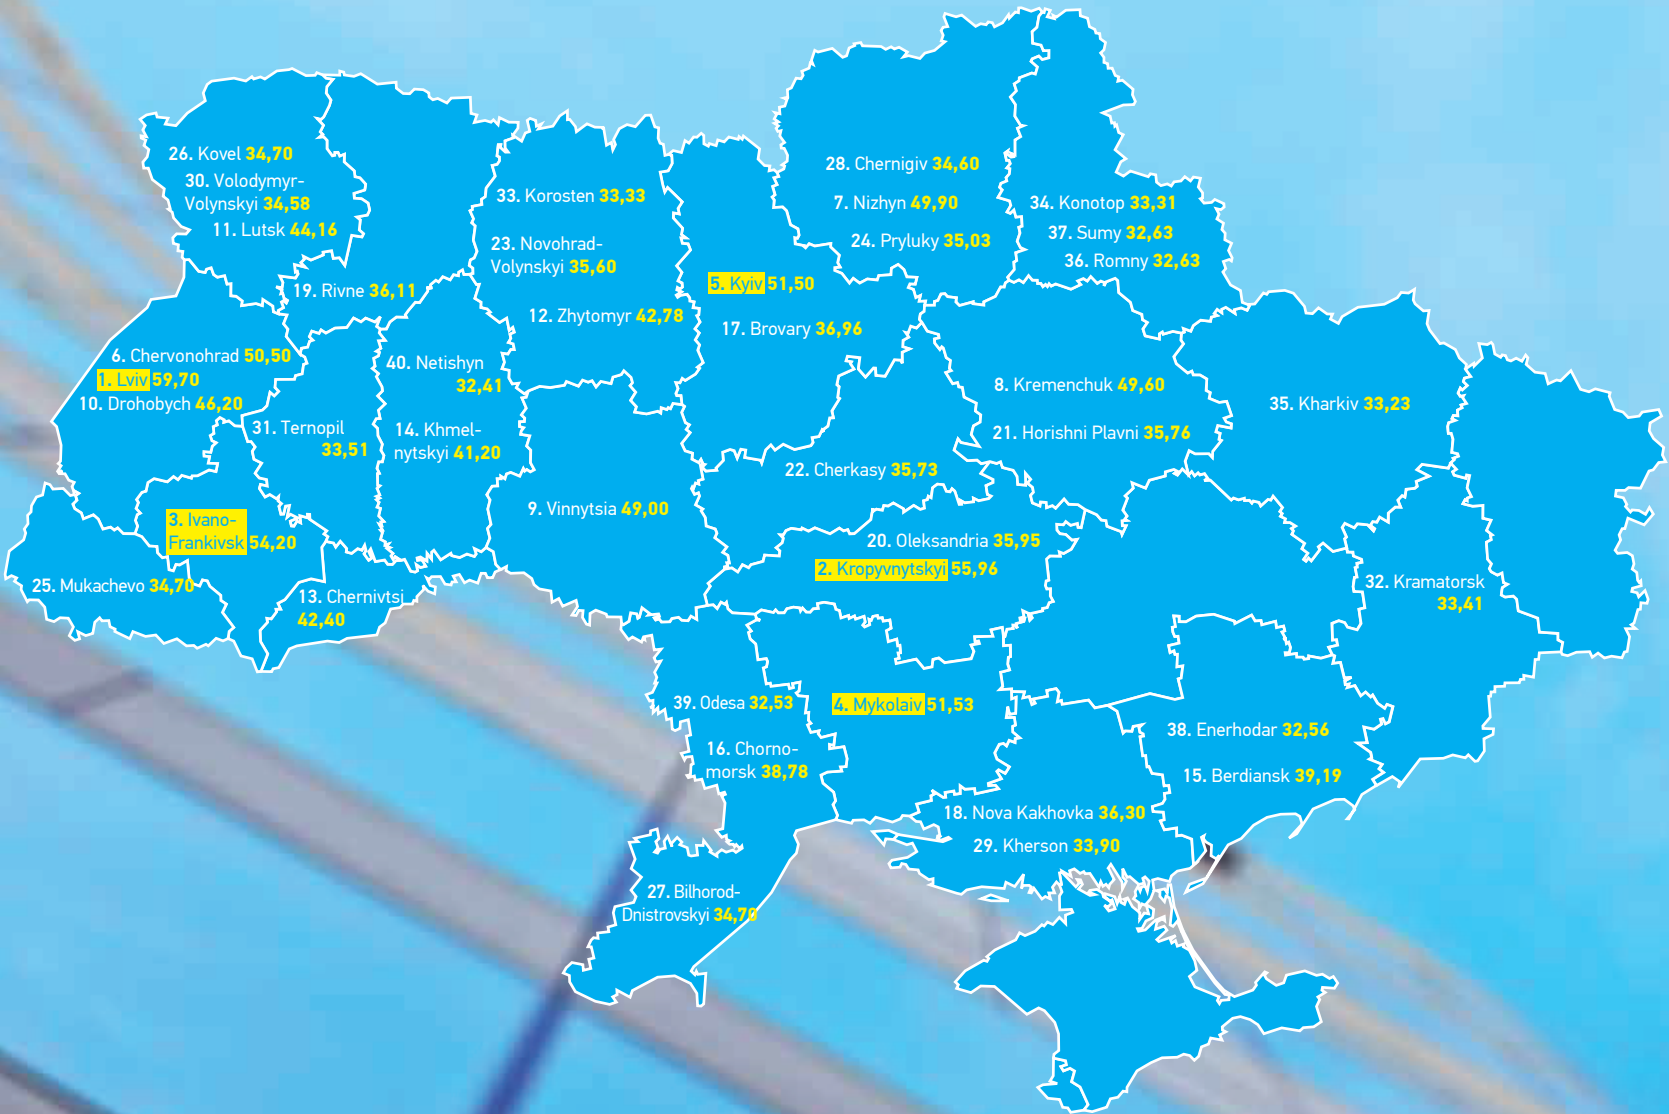 26. Kovel 34,70
30. Volodymyr-
Volynskyi 34,58
11. Lutsk 44,16
19. Rivne 36,11
6. Chervonohrad 50,50
1. Lviv 59,70
10. Drohobych 46,20
31. Ternopil
33,51
40. Netishyn
32,41
14. Khmel-
nytskyi 41,20
3. Ivano-
Frankivsk 54,20
25. Mukachevo 34,70
13. Chernivtsi
42,40
33. Korosten 33,33
23. Novohrad-
Volynskyi 35,60
12. Zhytomyr 42,78
5. Kyiv 51,50
17. Brovary 36,96
9. Vinnytsia 49,00
28. Chernigiv 34,60
7. Nizhyn 49,90
24. Pryluky 35,03
34. Konotop 33,31
37. Sumy 32,63
36. Romny 32,63
8. Kremenchuk 49,60
21. Horishni Plavni 35,76
22. Cherkasy 35,73
20. Oleksandria 35,95
2. Kropyvnytskyi 55,96
35. Kharkiv 33,23
32. Kramatorsk
33,41
39. Odesa 32,53
16. Chorno-
morsk 38,78
27. Bilhorod-
Dnistrovskyi 34,70
4. Mykolaiv 51,53
38. Enerhodar 32,56
15. Berdiansk 39,19
18. Nova Kakhovka 36,30
29. Kherson 33,90